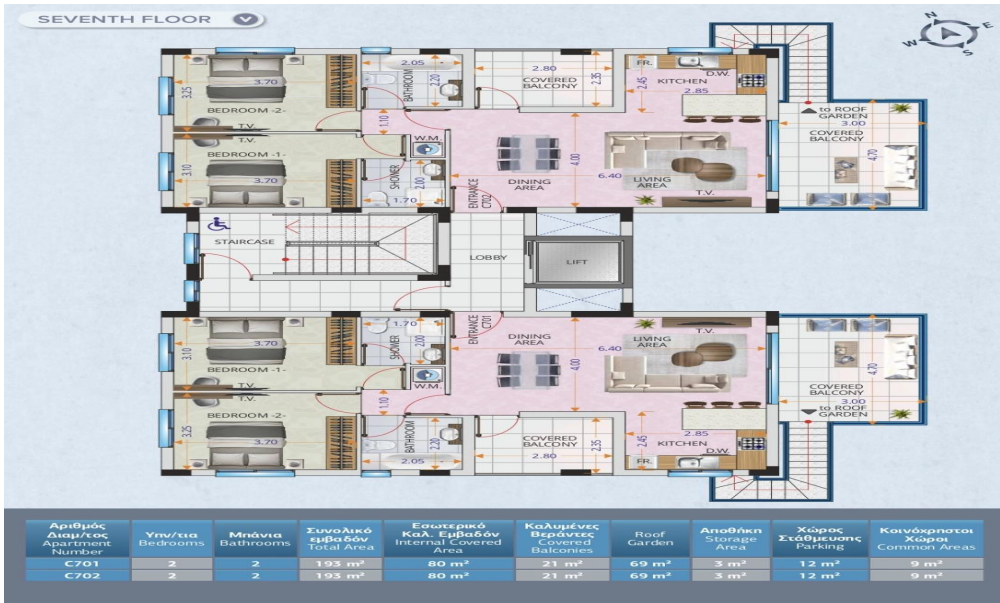 SEVENTH FLOOR
N
E
W
S
2.05
2.80
FR.
D.W.
3.25
3.70
BATHROOM
2.20
COVERED
BALCONY
2.35
2.45
KITCHEN
2.85
BEDROOM -2-
T.V.
1.10
to ROOF
GARDEN
3.00
COVERED
BALCONY
4.70
T.V.
W.M.
BEDROOM -1-
3.10
3.70
SHOWER
2.00
1.70
ENTRANCE
C702
DINING
AREA
4.00
6.40
LIVING
AREA
T.V.
STAIRCASE
LOBBY
LIFT
BEDROOM -1-
3.10
3.70
T.V.
1.70
SHOWER
2.00
W.M.
ENTRANCE
C701
DINING
AREA
4.00
6.40
LIVING
AREA
T.V.
4.70
COVERED
BALCONY
3.00
to ROOF
GARDEN
T.V.
BEDROOM -2-
3.25
3.70
1.10
BATHROOM
2.20
2.05
COVERED
BALCONY
2.80
2.35
2.45
2.85
KITCHEN
D.W.
FR.
Αριθμός
Διαμ/τος
Apartment
Number
Υπν/τια
Bedrooms
Μπάνια
Bathrooms
Συνολικό
εμβαδόν
Total Area
Εσωτερικό
Καλ. Εμβαδόν
Internal Covered
Area
Καλυμένες
Βεράντες
Covered
Balconies
Roof
Garden
Αποθήκη
Storage
Area
Χώρος
Στάθμευσης
Parking
Κοινόχρηστοι
Χώροι
Common Areas
C701 2 2 193 m² 80 m² 21 m² 69 m² 3 m² 12 m² 9 m²
C702 2 2 193 m² 80 m² 21 m² 69 m² 3 m² 12 m² 9 m²